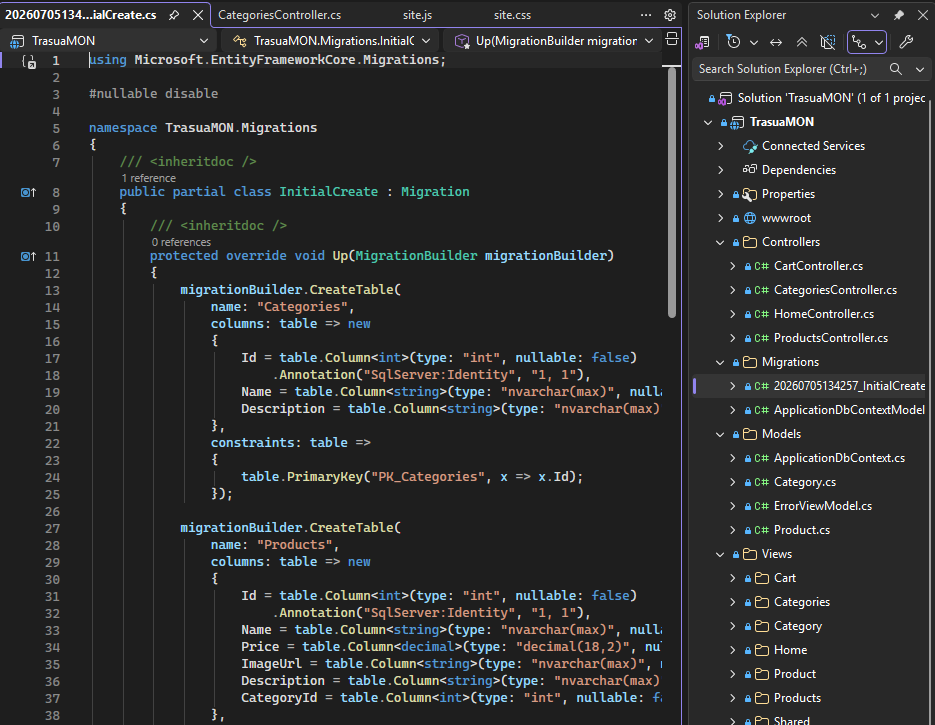 20260705134...ialCreate.cs CategoriesController.cs site.js site.css
TrasuaMON TrasuaMON.Migrations.InitialC Up(MigrationBuilder migration
1 using Microsoft.EntityFrameworkCore.Migrations;
2
3 #nullable disable
4
5 namespace TrasuaMON.Migrations
6 {
7 /// <inheritdoc />
1 reference
8 public partial class InitialCreate : Migration
9 {
10 /// <inheritdoc />
0 references
11 protected override void Up(MigrationBuilder migrationBuilder)
12 {
13 migrationBuilder.CreateTable(
14 name: "Categories",
15 columns: table => new
16 {
17 Id = table.Column<int>(type: "int", nullable: false)
18 .Annotation("SqlServer:Identity", "1, 1"),
19 Name = table.Column<string>(type: "nvarchar(max)", nulla
20 Description = table.Column<string>(type: "nvarchar(max)
21 },
22 constraints: table =>
23 {
24 table.PrimaryKey("PK_Categories", x => x.Id);
25 });
26
27 migrationBuilder.CreateTable(
28 name: "Products",
29 columns: table => new
30 {
31 Id = table.Column<int>(type: "int", nullable: false)
32 .Annotation("SqlServer:Identity", "1, 1"),
33 Name = table.Column<string>(type: "nvarchar(max)", nulla
34 Price = table.Column<decimal>(type: "decimal(18,2)", nu
35 ImageUrl = table.Column<string>(type: "nvarchar(max)", n
36 Description = table.Column<string>(type: "nvarchar(max)
37 CategoryId = table.Column<int>(type: "int", nullable: fa
38 },
Solution Explorer
Search Solution Explorer (Ctrl+;)
Solution 'TrasuaMON' (1 of 1 projec
TrasuaMON
Connected Services
Dependencies
Properties
wwwroot
Controllers
C# CartController.cs
C# CategoriesController.cs
C# HomeController.cs
C# ProductsController.cs
Migrations
C# 20260705134257_InitialCreate
C# ApplicationDbContextModel
Models
C# ApplicationDbContext.cs
C# Category.cs
C# ErrorViewModel.cs
C# Product.cs
Views
Cart
Categories
Category
Home
Product
Products
Shared